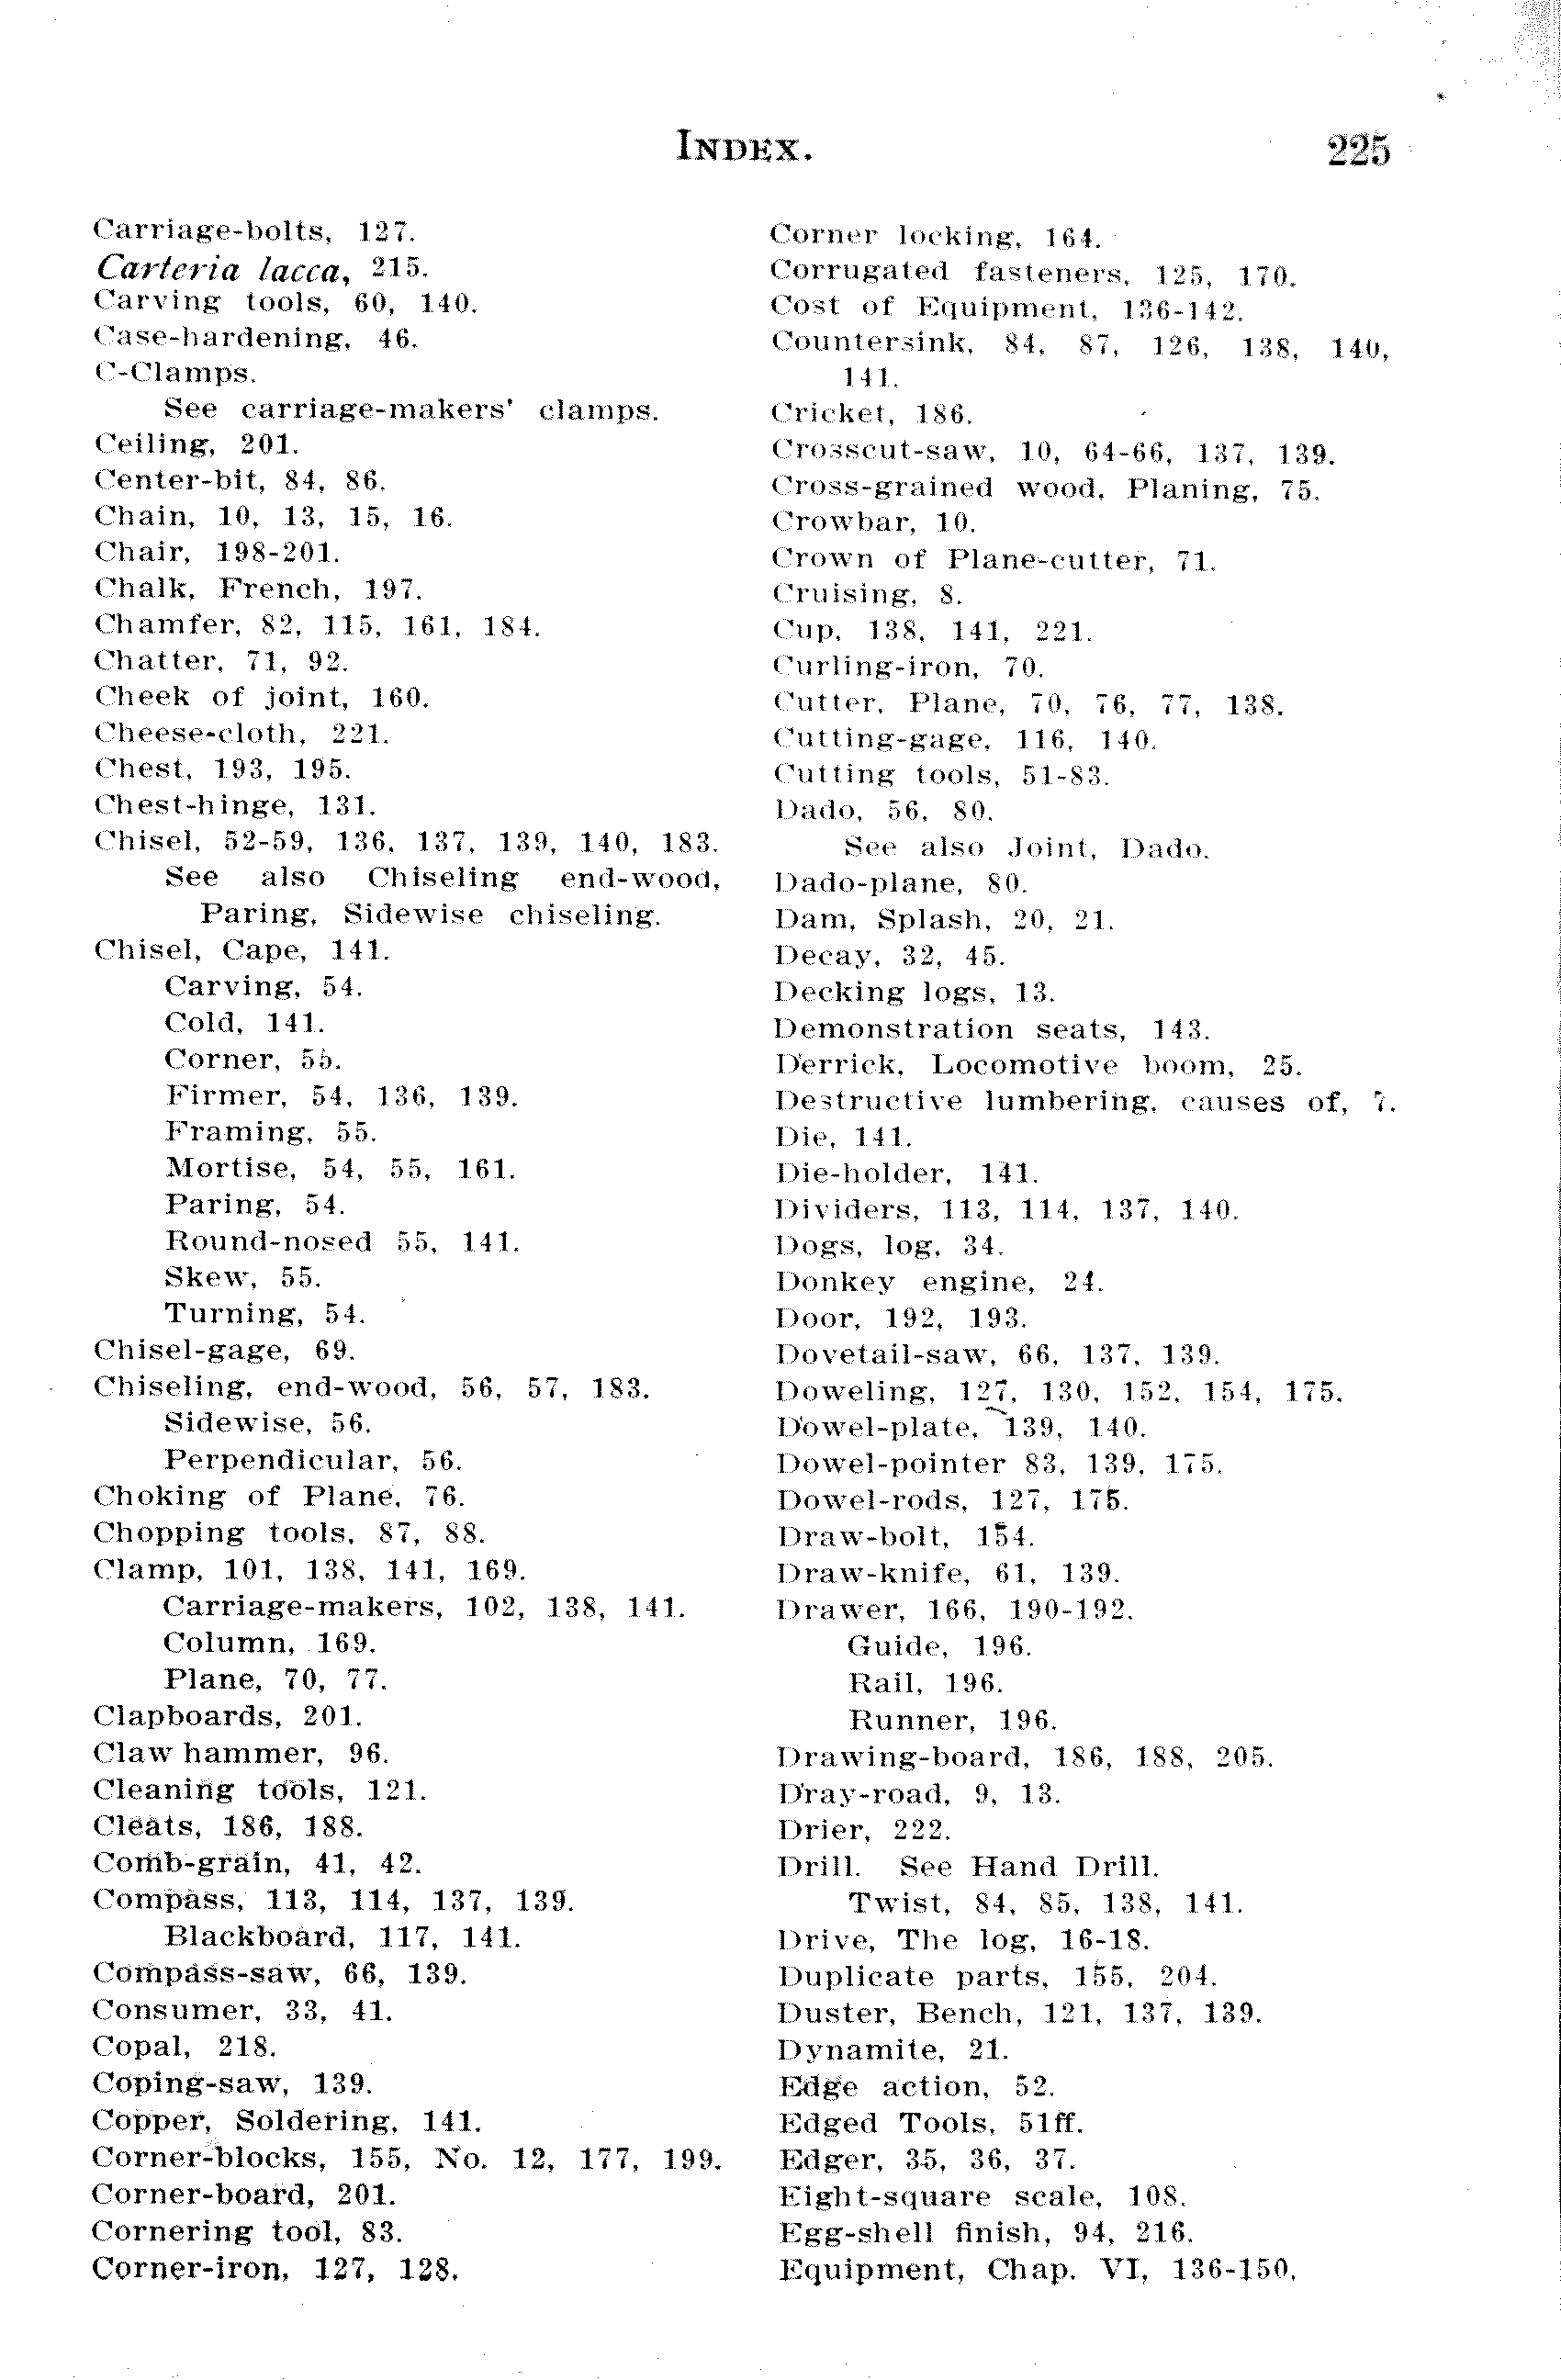 INDEX. 225
Carriage-bolts, 127.
Carteria lacca, 215.
Carving tools, 60, 140.
Case-hardening, 46.
C-Clamps.
See carriage-makers' clamps.
Ceiling, 201.
Center-bit, 84, 86.
Chain, 10, 13, 15, 16.
Chair, 198-201.
Chalk, French, 197.
Chamfer, 82, 115, 161, 184.
Chatter, 71, 92.
Cheek of joint, 160.
Cheese-cloth, 221.
Chest, 193, 195.
Chest-hinge, 131.
Chisel, 52-59, 136, 137, 139, 140, 183.
See also Chiseling end-wood,
Paring, Sidewise chiseling.
Chisel, Cape, 141.
Carving, 54.
Cold, 141.
Corner, 55.
Firmer, 54, 136, 139.
Framing, 55.
Mortise, 54, 55, 161.
Paring, 54.
Round-nosed 55, 141.
Skew, 55.
Turning, 54.
Chisel-gage, 69.
Chiseling, end-wood, 56, 57, 183.
Sidewise, 56.
Perpendicular, 56.
Choking of Plane, 76.
Chopping tools, 87, 88.
Clamp, 101, 138, 141, 169.
Carriage-makers, 102, 138, 141.
Column, 169.
Plane, 70, 77.
Clapboards, 201.
Claw hammer, 96.
Cleaning tools, 121.
Cleats, 186, 188.
Comb-grain, 41, 42.
Compass, 113, 114, 137, 139.
Blackboard, 117, 141.
Compass-saw, 66, 139.
Consumer, 33, 41.
Copal, 218.
Coping-saw, 139.
Copper, Soldering, 141.
Corner-blocks, 155, No. 12, 177, 199.
Corner-board, 201.
Cornering tool, 83.
Corner-iron, 127, 128.
Corner locking, 164.
Corrugated fasteners, 125, 170.
Cost of Equipment, 136-142.
Countersink, 84, 87, 126, 138, 140,
141.
Cricket, 186.
Crosscut-saw, 10, 64-66, 137, 139.
Cross-grained wood, Planing, 75.
Crowbar, 10.
Crown of Plane-cutter, 71.
Cruising, 8.
Cup, 138, 141, 221.
Curling-iron, 70.
Cutter, Plane, 70, 76, 77, 138.
Cutting-gage, 116, 140.
Cutting tools, 51-83.
Dado, 56, 80.
See also Joint, Dado.
Dado-plane, 80.
Dam, Splash, 20, 21.
Decay, 32, 45.
Decking logs, 13.
Demonstration seats, 143.
Derrick, Locomotive boom, 25.
Destructive lumbering, causes of, 7.
Die, 141.
Die-holder, 141.
Dividers, 113, 114, 137, 140.
Dogs, log, 34.
Donkey engine, 24.
Door, 192, 193.
Dovetail-saw, 66, 137, 139.
Doweling, 127, 130, 152, 154, 175.
Dowel-plate, 139, 140.
Dowel-pointer 83, 139, 175.
Dowel-rods, 127, 175.
Draw-bolt, 154.
Draw-knife, 61, 139.
Drawer, 166, 190-192.
Guide, 196.
Rail, 196.
Runner, 196.
Drawing-board, 186, 188, 205.
Dray-road, 9, 13.
Drier, 222.
Drill. See Hand Drill.
Twist, 84, 85, 138, 141.
Drive, The log, 16-18.
Duplicate parts, 155, 204.
Duster, Bench, 121, 137, 139.
Dynamite, 21.
Edge action, 52.
Edged Tools, 51ff.
Edger, 35, 36, 37.
Eight-square scale, 108.
Egg-shell finish, 94, 216.
Equipment, Chap. VI, 136-150.